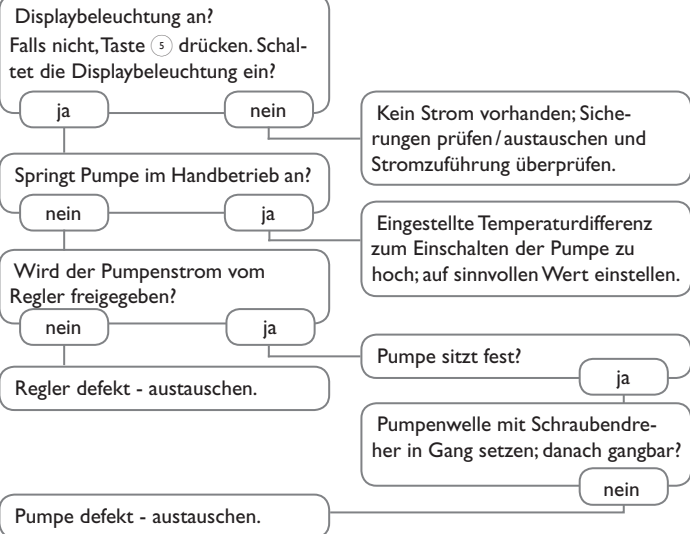 Displaybeleuchtung an?
Falls nicht, Taste 5 drücken. Schal-
tet die Displaybeleuchtung ein?
ja
nein
Kein Strom vorhanden; Siche-
rungen prüfen/austauschen und
Stromzuführung überprüfen.
Springt Pumpe im Handbetrieb an?
nein
ja
Eingestellte Temperaturdifferenz
zum Einschalten der Pumpe zu
hoch; auf sinnvollen Wert einstellen.
Wird der Pumpenstrom vom
Regler freigegeben?
nein
ja
Regler defekt - austauschen.
Pumpe sitzt fest?
ja
Pumpenwelle mit Schraubendre-
her in Gang setzen; danach gangbar?
nein
Pumpe defekt - austauschen.